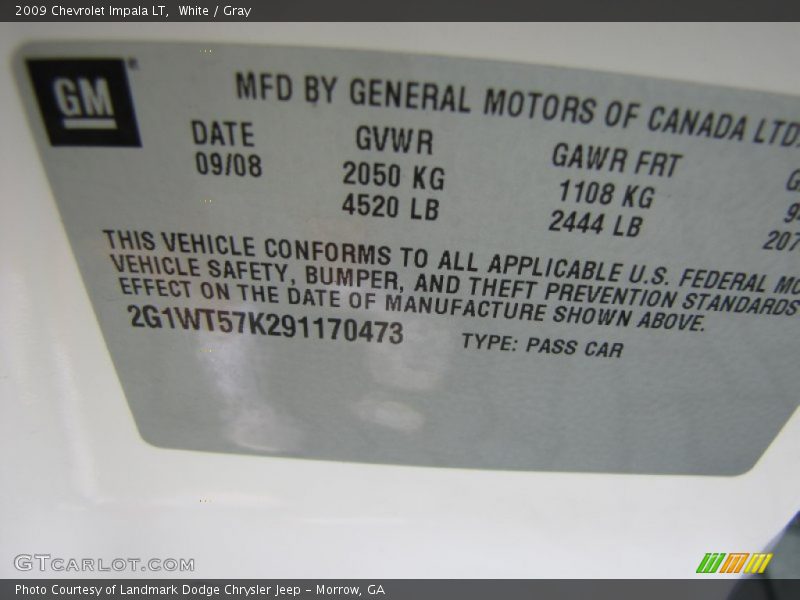 2009 Chevrolet Impala LT,  White / Gray
GM
MFD BY GENERAL MOTORS OF CANADA LTD.
DATE GVWR GAWR FRT
09/08 2050 KG 1108 KG
4520 LB 2444 LB 207
THIS VEHICLE CONFORMS TO ALL APPLICABLE U.S. FEDERAL MO
VEHICLE SAFETY, BUMPER, AND THEFT PREVENTION STANDARDS
EFFECT ON THE DATE OF MANUFACTURE SHOWN ABOVE.
2G1WT57K291170473 TYPE: PASS CAR
GTCARLOT.COM
Photo Courtesy of Landmark Dodge Chrysler Jeep – Morrow, GA